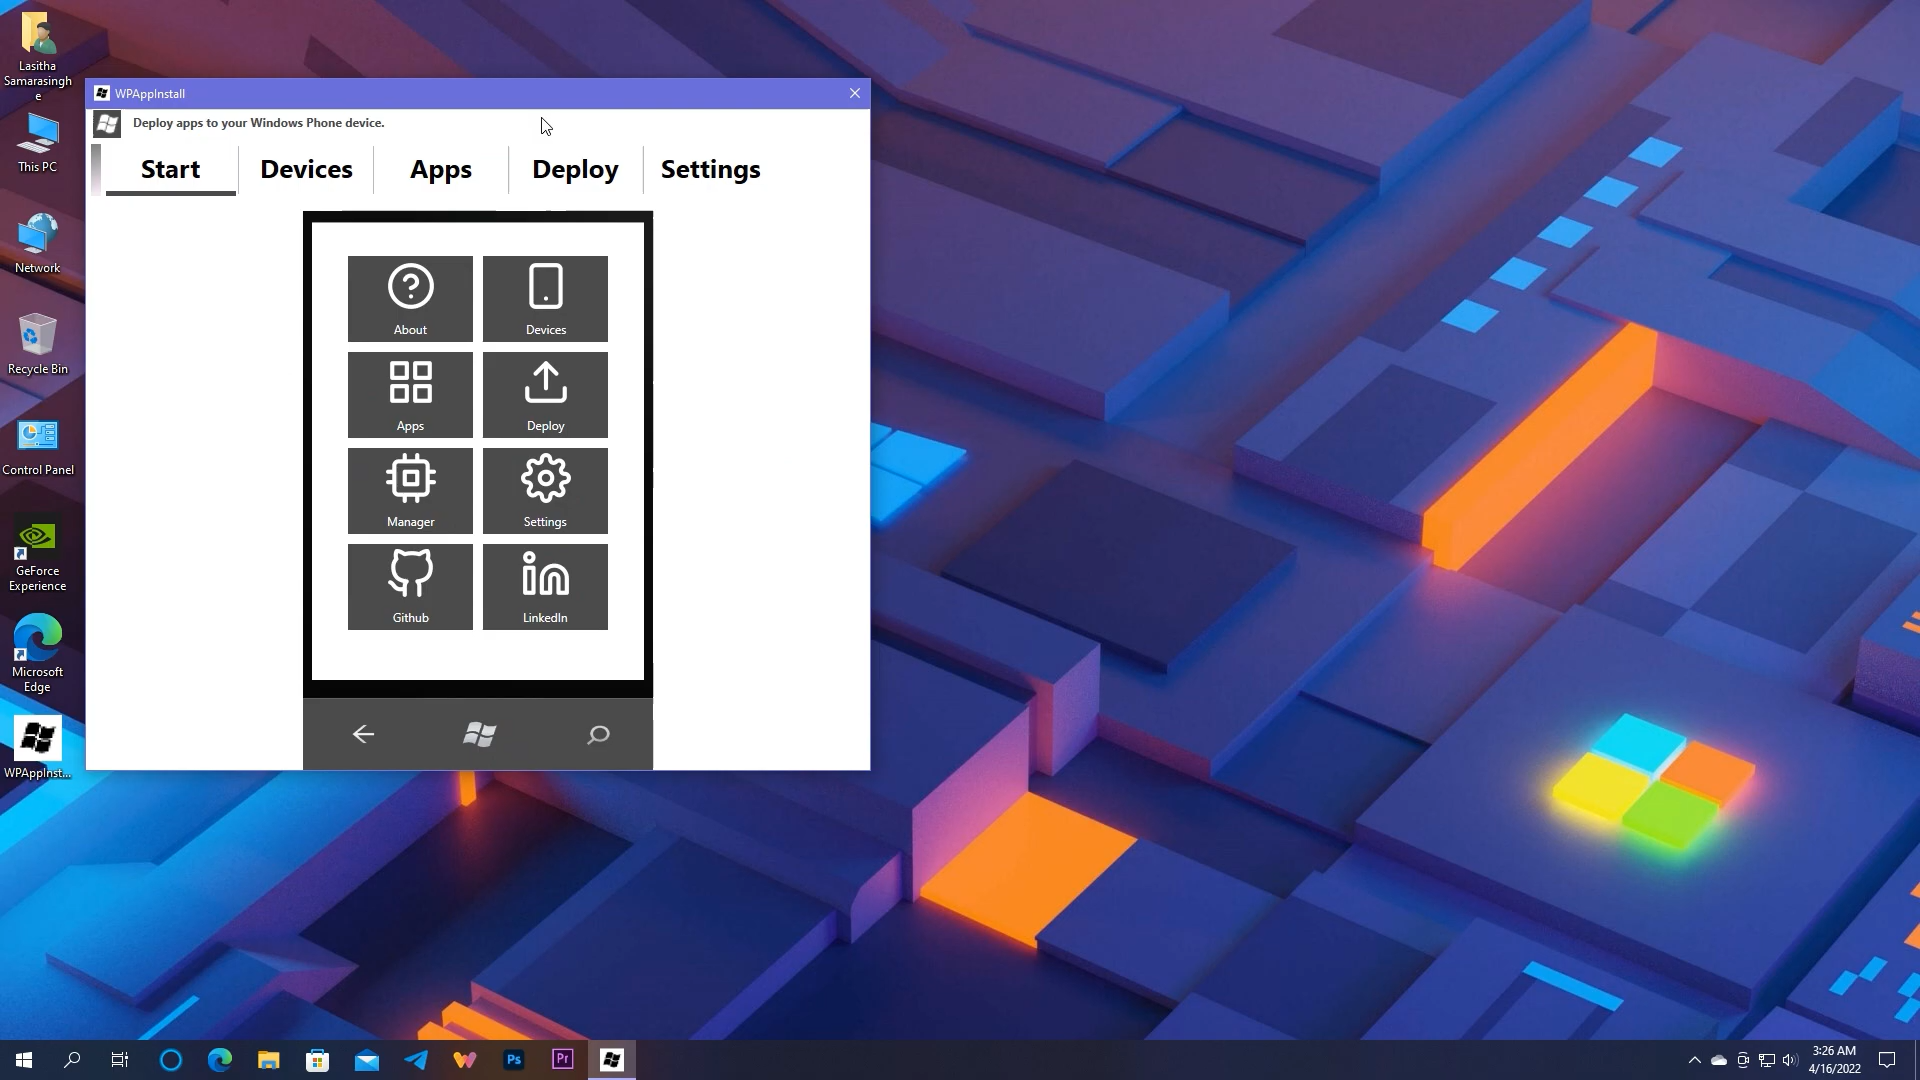 Lasitha
Samarasingh
e
This PC
Network
Recycle Bin
Control Panel
GeForce
Experience
Microsoft
Edge
WPAppInst...
WPAppInstall
Deploy apps to your Windows Phone device.
Start Devices Apps Deploy Settings
About Devices
Apps Deploy
Manager Settings
Github LinkedIn
Ps Pr
3:26 AM
4/16/2022